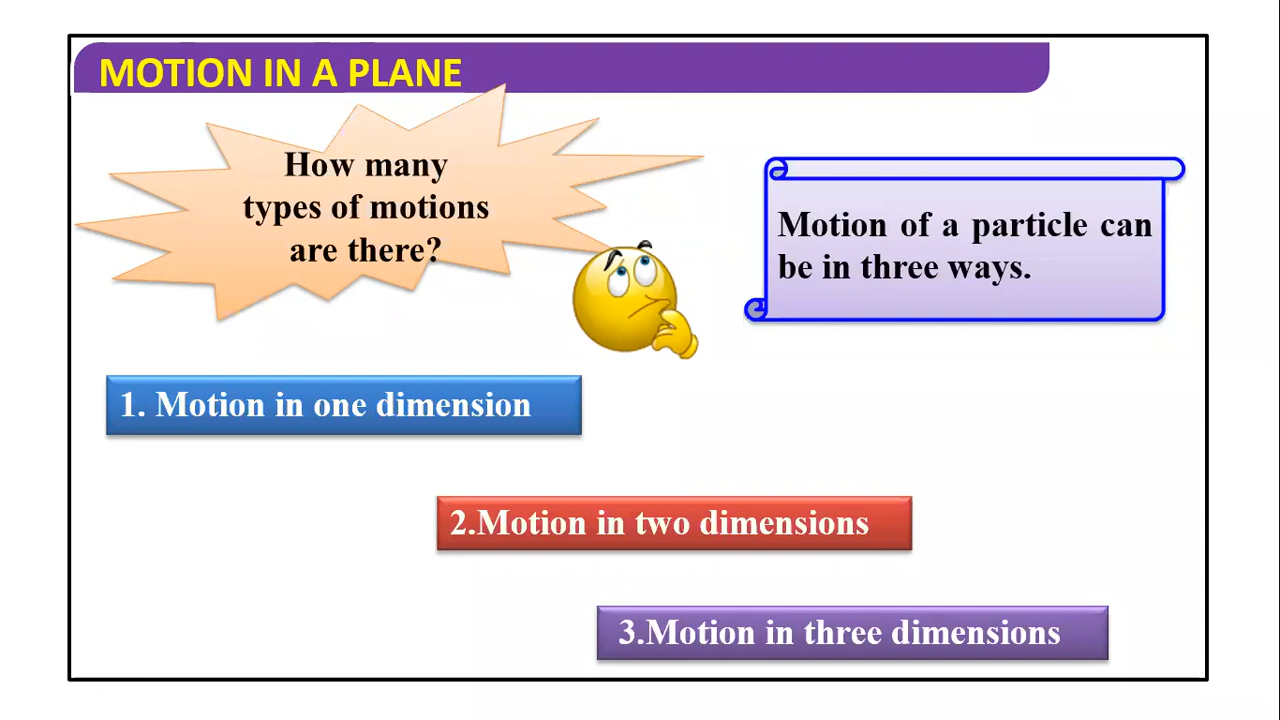 MOTION IN A PLANE
How many
types of motions
are there?
Motion of a particle can
be in three ways.
1. Motion in one dimension
2.Motion in two dimensions
3.Motion in three dimensions